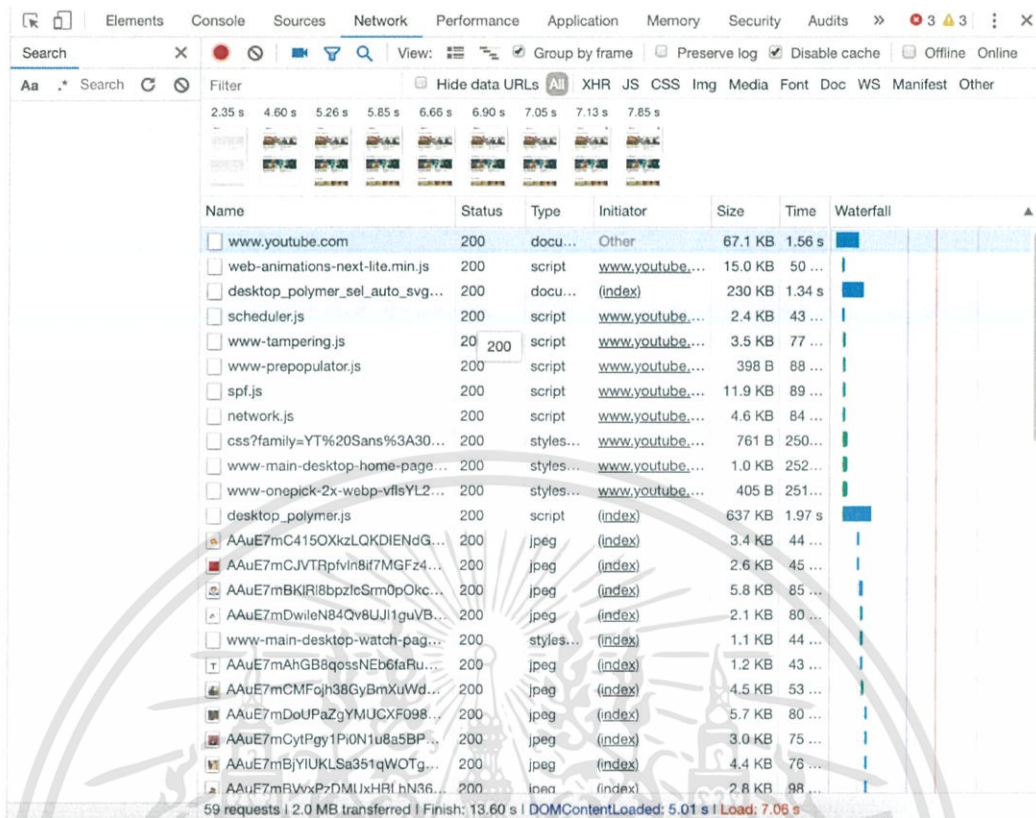 Elements Console Sources Network Performance Application Memory Security Audits » 3 3
Search View: Group by frame Preserve log Disable cache Offline Online
Aa .* Search Filter Hide data URLs All XHR JS CSS Img Media Font Doc WS Manifest Other
2.35 s 4.60 s 5.26 s 5.85 s 6.66 s 6.90 s 7.05 s 7.13 s 7.85 s
Name Status Type Initiator Size Time Waterfall
www.youtube.com 200 docu... Other 67.1 KB 1.56 s
web-animations-next-lite.min.js 200 script www.youtube.... 15.0 KB 50 ...
desktop_polymer_sel_auto_svg... 200 docu... (index) 230 KB 1.34 s
scheduler.js 200 script www.youtube.... 2.4 KB 43 ...
www-tampering.js 20 200 script www.youtube.... 3.5 KB 77 ...
www-prepopulator.js 200 script www.youtube.... 398 B 88 ...
spf.js 200 script www.youtube.... 11.9 KB 89 ...
network.js 200 script www.youtube.... 4.6 KB 84 ...
css?family=YT%20Sans%3A30... 200 styles... www.youtube.... 761 B 250...
www-main-desktop-home-page... 200 styles... www.youtube.... 1.0 KB 252...
www-onepick-2x-webp-vflsYL2... 200 styles... www.youtube.... 405 B 251...
desktop_polymer.js 200 script (index) 637 KB 1.97 s
AAuE7mC415OXkzLQKDIENdG... 200 jpeg (index) 3.4 KB 44 ...
AAuE7mCJVTRpfvln8if7MGFz4... 200 jpeg (index) 2.6 KB 45 ...
AAuE7mBKIRl8bpzlcSrm0pOkc... 200 jpeg (index) 5.8 KB 85 ...
AAuE7mDwileN84Qv8UJl1guVB... 200 jpeg (index) 2.1 KB 80 ...
www-main-desktop-watch-pag... 200 styles... (index) 1.1 KB 44 ...
AAuE7mAhGB8qossNEb6faRu... 200 jpeg (index) 1.2 KB 43 ...
AAuE7mCMFojh38GyBmXuWd... 200 jpeg (index) 4.5 KB 53 ...
AAuE7mDoUPaZgYMUCXF098... 200 jpeg (index) 5.7 KB 80 ...
AAuE7mCytPgy1Pi0N1u8a5BP... 200 jpeg (index) 3.0 KB 75 ...
AAuE7mBjYlUKLSa351qWOTg... 200 jpeg (index) 4.4 KB 76 ...
AAuE7mBVvxPzDMUxHBLhN36... 200 jpeg (index) 2.8 KB 98 ...
59 requests | 2.0 MB transferred | Finish: 13.60 s | DOMContentLoaded: 5.01 s | Load: 7.06 s